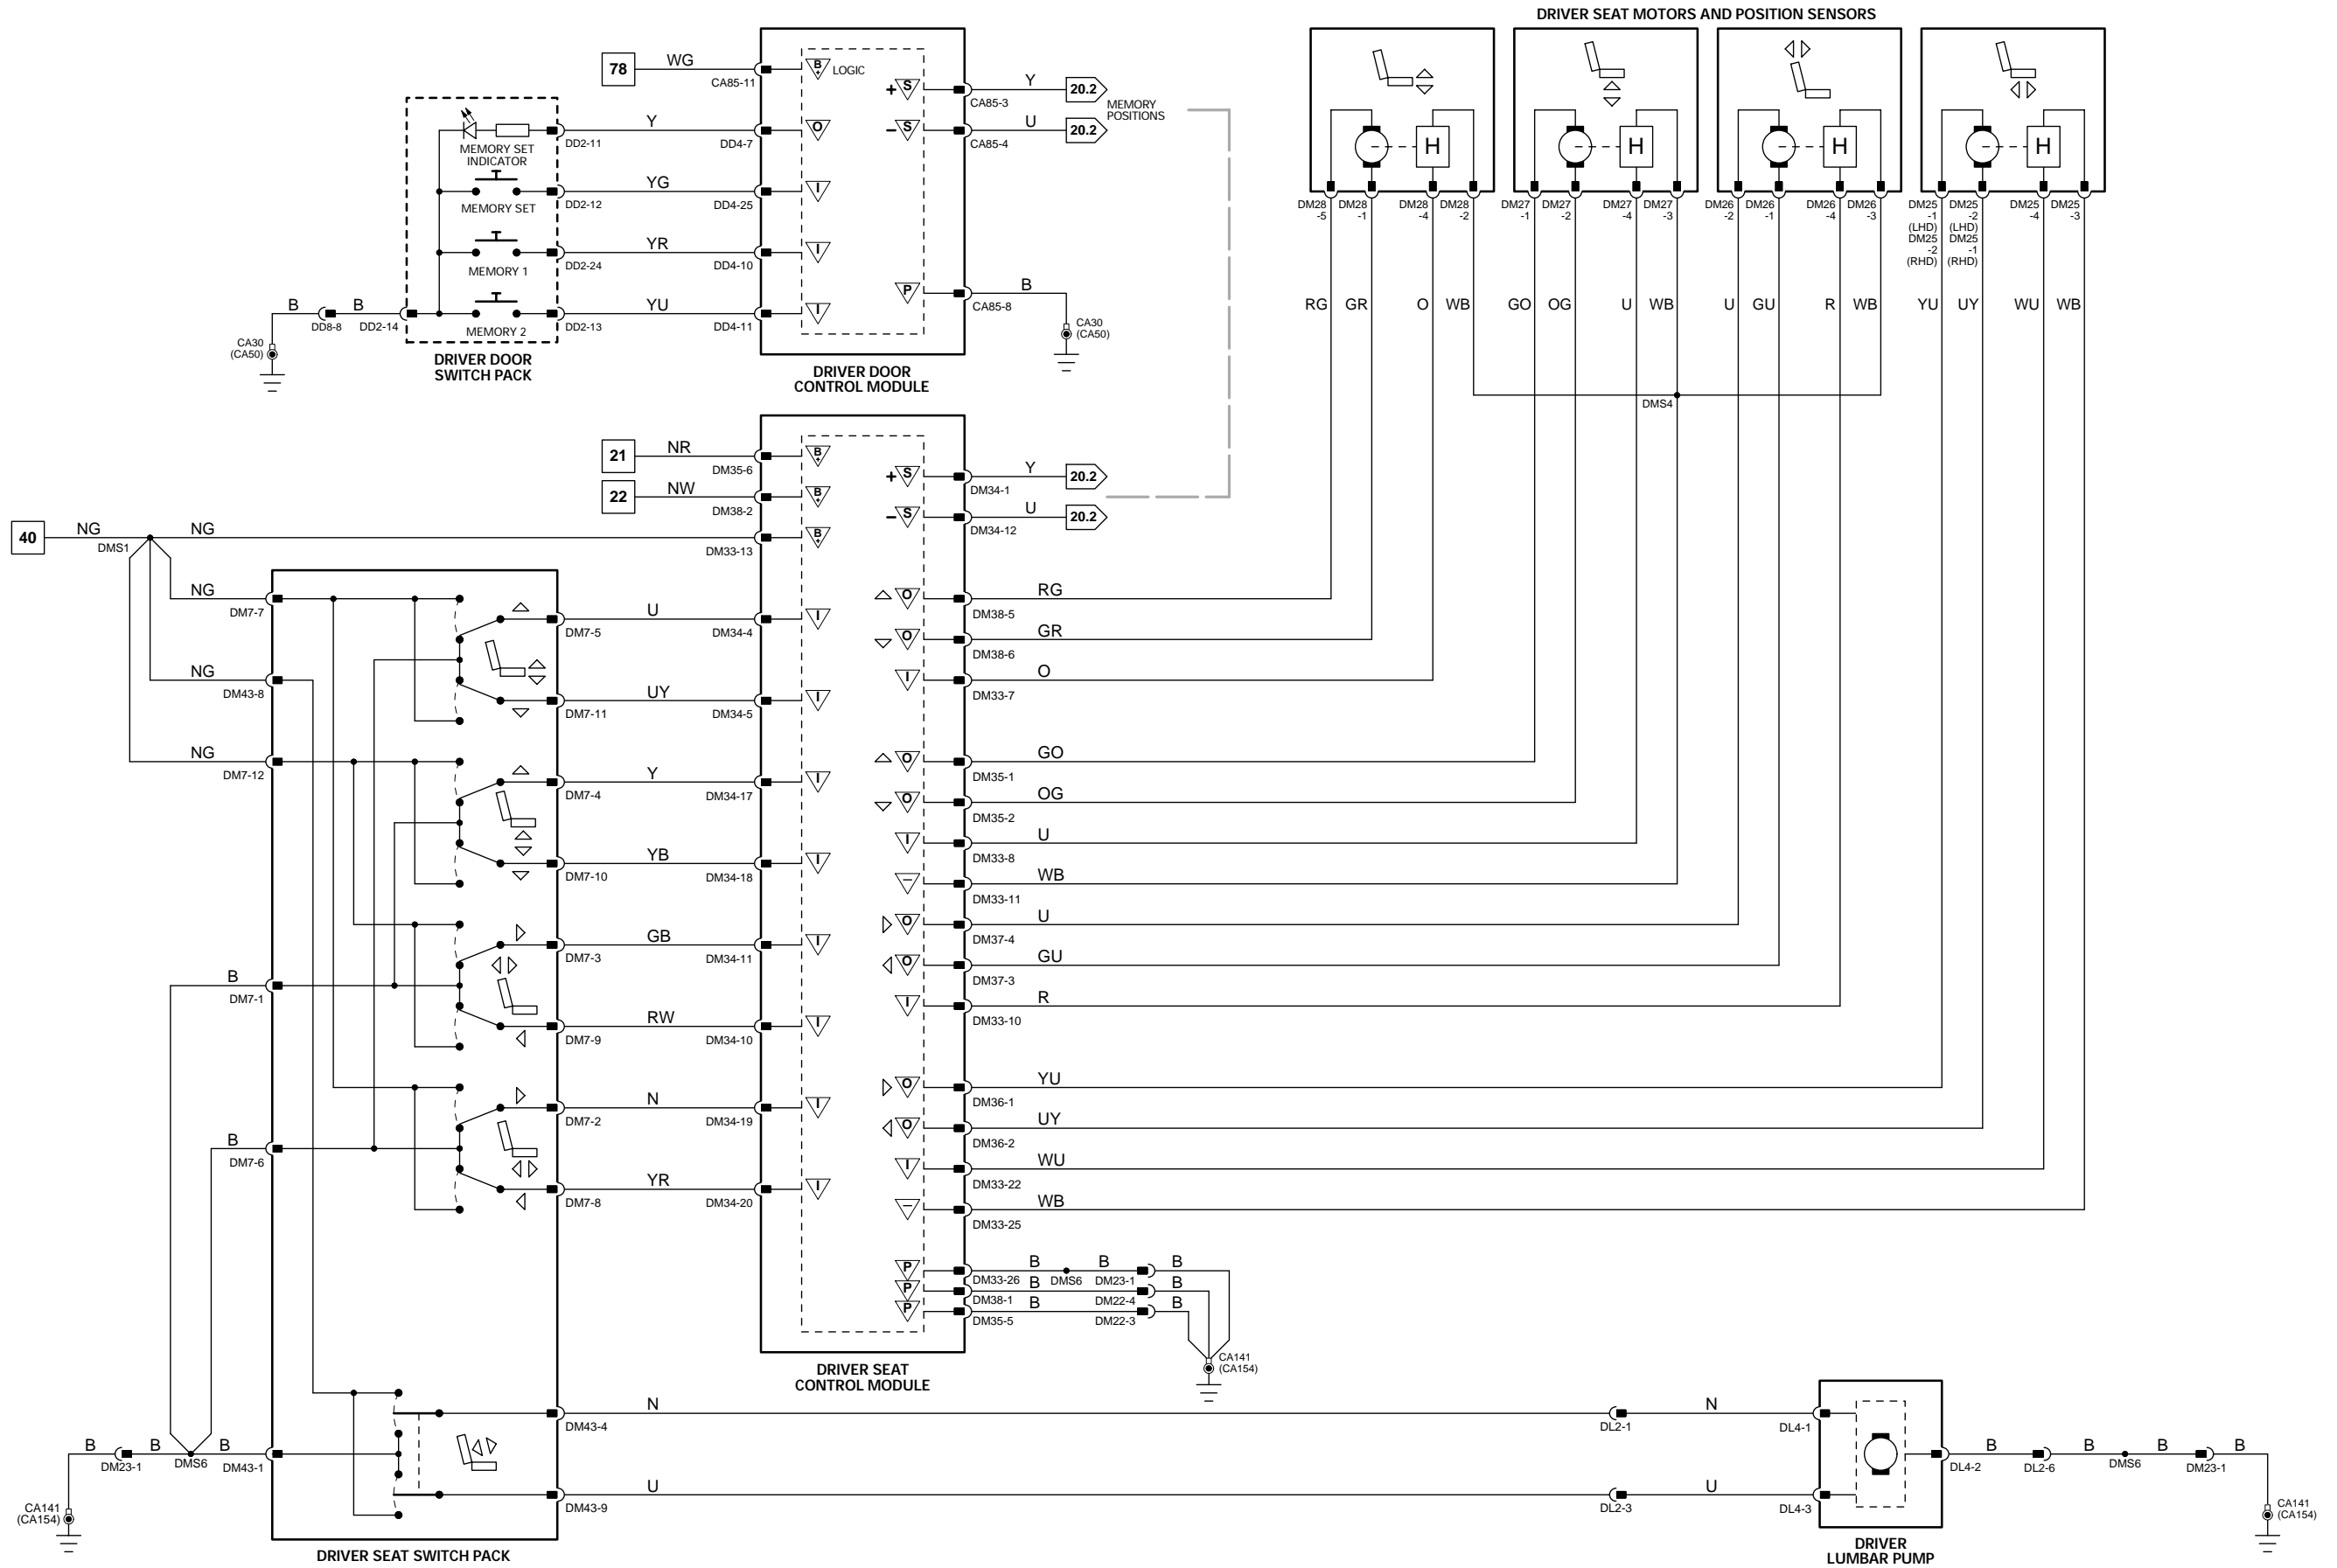 DRIVER SEAT MOTORS AND POSITION SENSORS
78
WG
CA85-11
B
+
LOGIC
+
S
CA85-3
Y
20.2
MEMORY
POSITIONS
–
S
CA85-4
U
20.2
MEMORY SET
INDICATOR
DD2-11
Y
DD4-7
O
MEMORY SET
DD2-12
YG
DD4-25
I
MEMORY 1
DD2-24
YR
DD4-10
I
B
DD8-8
B
DD2-14
MEMORY 2
DD2-13
YU
DD4-11
I
P
CA85-8
B
CA30
(CA50)
CA30
(CA50)
DRIVER DOOR
SWITCH PACK
DRIVER DOOR
CONTROL MODULE
H
H
H
H
DM28
-5
DM28
-1
DM28
-4
DM28
-2
DM27
-1
DM27
-2
DM27
-4
DM27
-3
DM26
-2
DM26
-1
DM26
-4
DM26
-3
DM25
-1
(LHD)
DM25
-2
(RHD)
DM25
-2
(LHD)
DM25
-1
(RHD)
DM25
-4
DM25
-3
RG GR O WB GO OG U WB U GU R WB YU UY WU WB
DMS4
21
NR
DM35-6
B
+
22
NW
DM38-2
B
+
40
NG
DMS1
NG
DM33-13
B
+
+
S
DM34-1
Y
20.2
–
S
DM34-12
U
20.2
NG
DM7-7
DM7-5
U
DM34-4
I
O
DM38-5
RG
O
DM38-6
GR
NG
DM43-8
DM7-11
UY
DM34-5
I
I
DM33-7
O
NG
DM7-12
DM7-4
Y
DM34-17
I
O
DM35-1
GO
O
DM35-2
OG
DM7-10
YB
DM34-18
I
I
DM33-8
U
–
DM33-11
WB
O
DM37-4
U
DM7-3
GB
DM34-11
I
O
DM37-3
GU
B
DM7-1
DM7-9
RW
DM34-10
I
I
DM33-10
R
O
DM36-1
YU
DM7-2
N
DM34-19
I
O
DM36-2
UY
B
DM7-6
I
DM33-22
WU
DM7-8
YR
DM34-20
I
–
DM33-25
WB
P
DM33-26
B
DMS6
B
DM23-1
B
P
DM38-1
B
DM22-4
B
P
DM35-5
B
DM22-3
B
CA141
(CA154)
DRIVER SEAT
CONTROL MODULE
DM43-4
N
DL2-1
N
DL4-1
B
DM23-1
B
DMS6
B
DM43-1
DL4-2
B
DL2-6
B
DMS6
B
DM23-1
B
DM43-9
U
DL2-3
U
DL4-3
CA141
(CA154)
CA141
(CA154)
DRIVER SEAT SWITCH PACK
DRIVER
LUMBAR PUMP